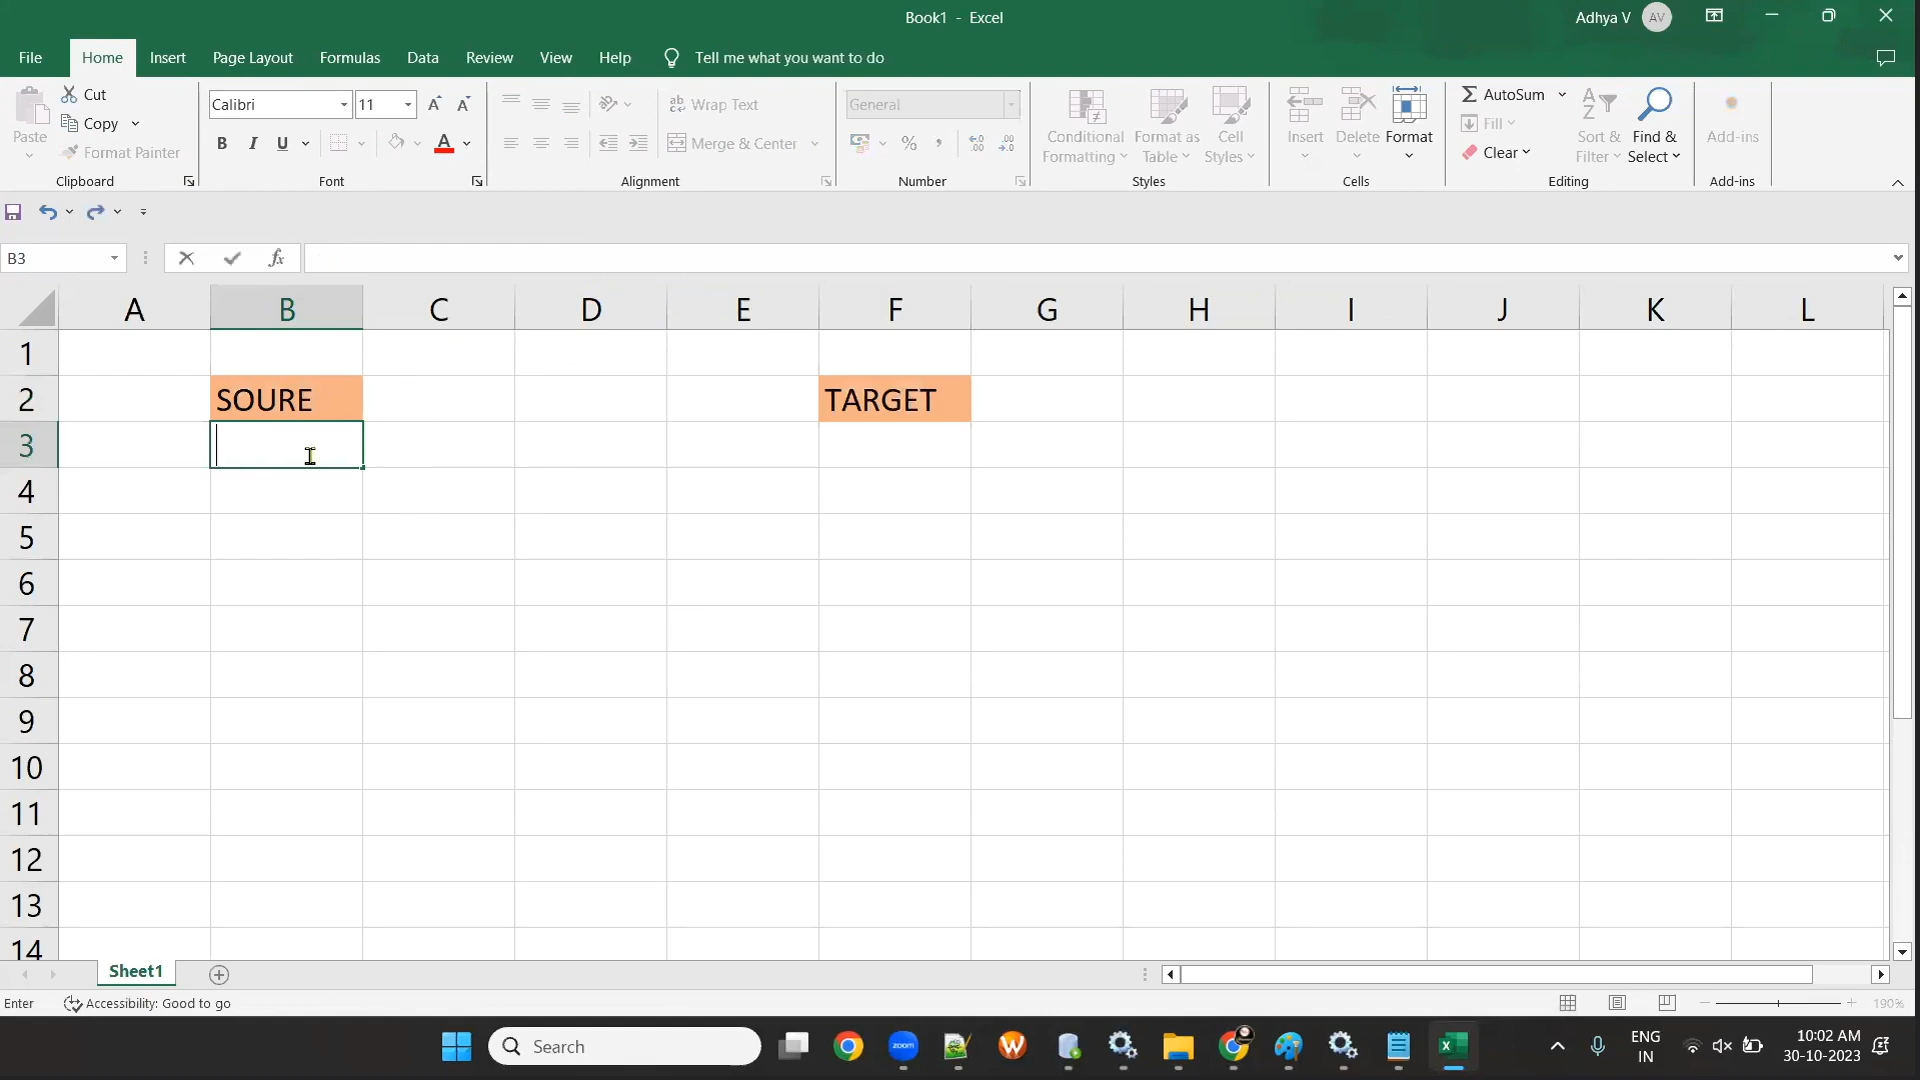 Book1 - Excel
Adhya V
AV
File
Home
Insert
Page Layout
Formulas
Data
Review
View
Help
Tell me what you want to do
Paste
Cut
Copy
Format Painter
Clipboard
Calibri
11
B I U
Font
Wrap Text
Merge & Center
Alignment
General
Number
Conditional
Formatting
Format as
Table
Cell
Styles
Styles
Insert
Delete
Format
Cells
AutoSum
Fill
Clear
Sort &
Filter
Find &
Select
Editing
Add-ins
Add-ins
B3
fx
A B C D E F G H I J K L
1
2 SOURE TARGET
3
4
5
6
7
8
9
10
11
12
13
14
Sheet1
Enter
Accessibility: Good to go
190%
Search
zoom
ENG
IN
10:02 AM
30-10-2023